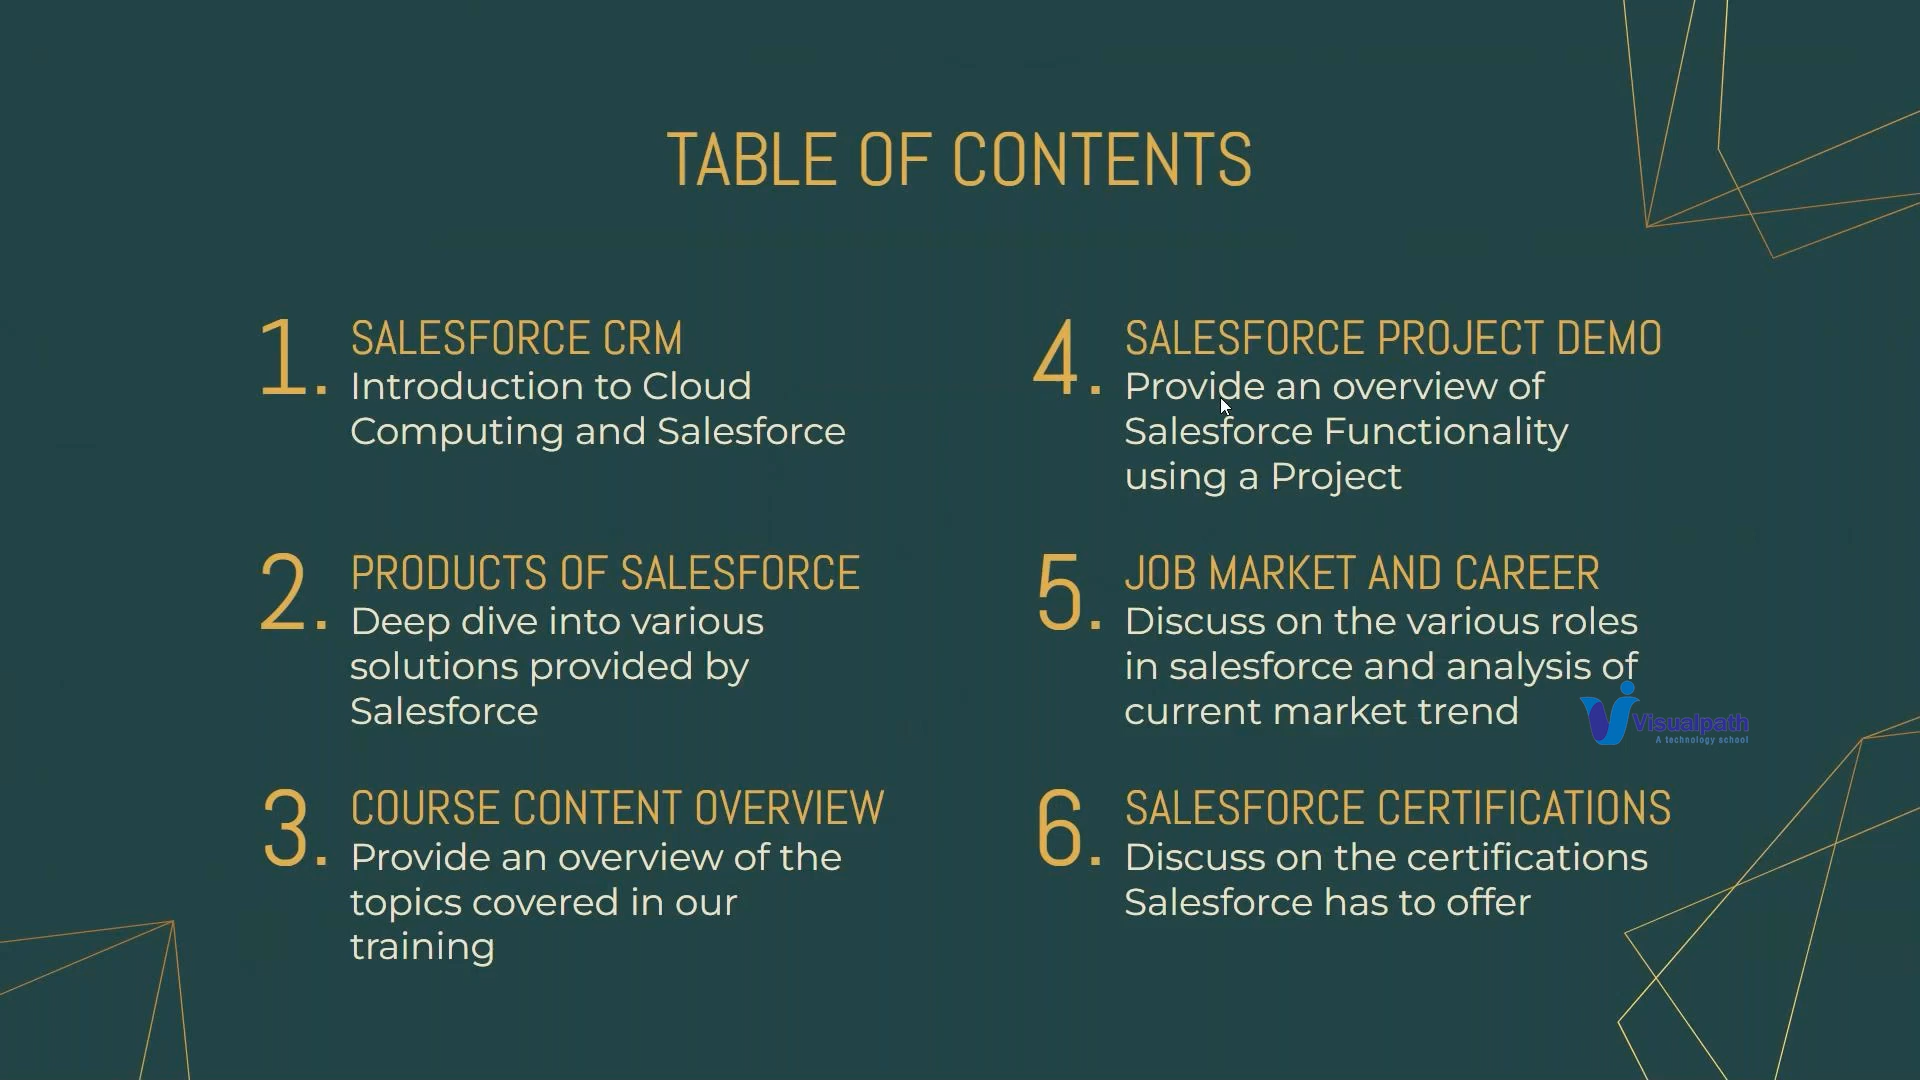 TABLE OF CONTENTS
1. SALESFORCE CRM
Introduction to Cloud
Computing and Salesforce
2. PRODUCTS OF SALESFORCE
Deep dive into various
solutions provided by
Salesforce
3. COURSE CONTENT OVERVIEW
Provide an overview of the
topics covered in our
training
4. SALESFORCE PROJECT DEMO
Provide an overview of
Salesforce Functionality
using a Project
5. JOB MARKET AND CAREER
Discuss on the various roles
in salesforce and analysis of
current market trend
6. SALESFORCE CERTIFICATIONS
Discuss on the certifications
Salesforce has to offer
Visualpath
A technology school